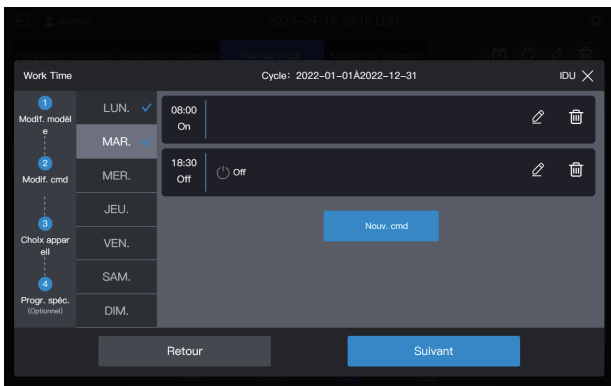 admin
2023-09-18 23:16 LUN
Work Time
Cycle: 2022-01-01À2022-12-31
IDU
1
Modif. modèl
e
2
Modif. cmd
3
Choix appar
eil
4
Progr. spéc.
(Optionnel)
LUN.
MAR.
MER.
JEU.
VEN.
SAM.
DIM.
08:00
On
18:30
Off
Off
Nouv. cmd
Retour
Suivant